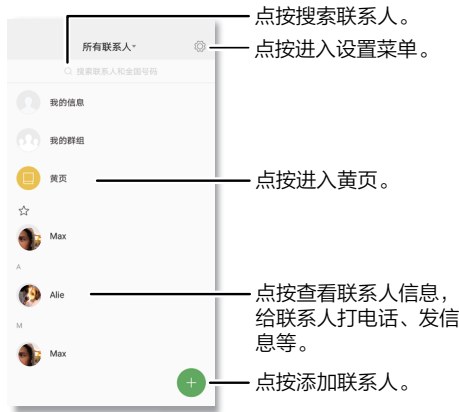 点按搜索联系人。
所有联系人
点按进入设置菜单。
搜索联系人和全国号码
我的信息
我的群组
黄页
点按进入黄页。
Max
A
Alie
点按查看联系人信息，
给联系人打电话、发信
息等。
M
Max
点按添加联系人。